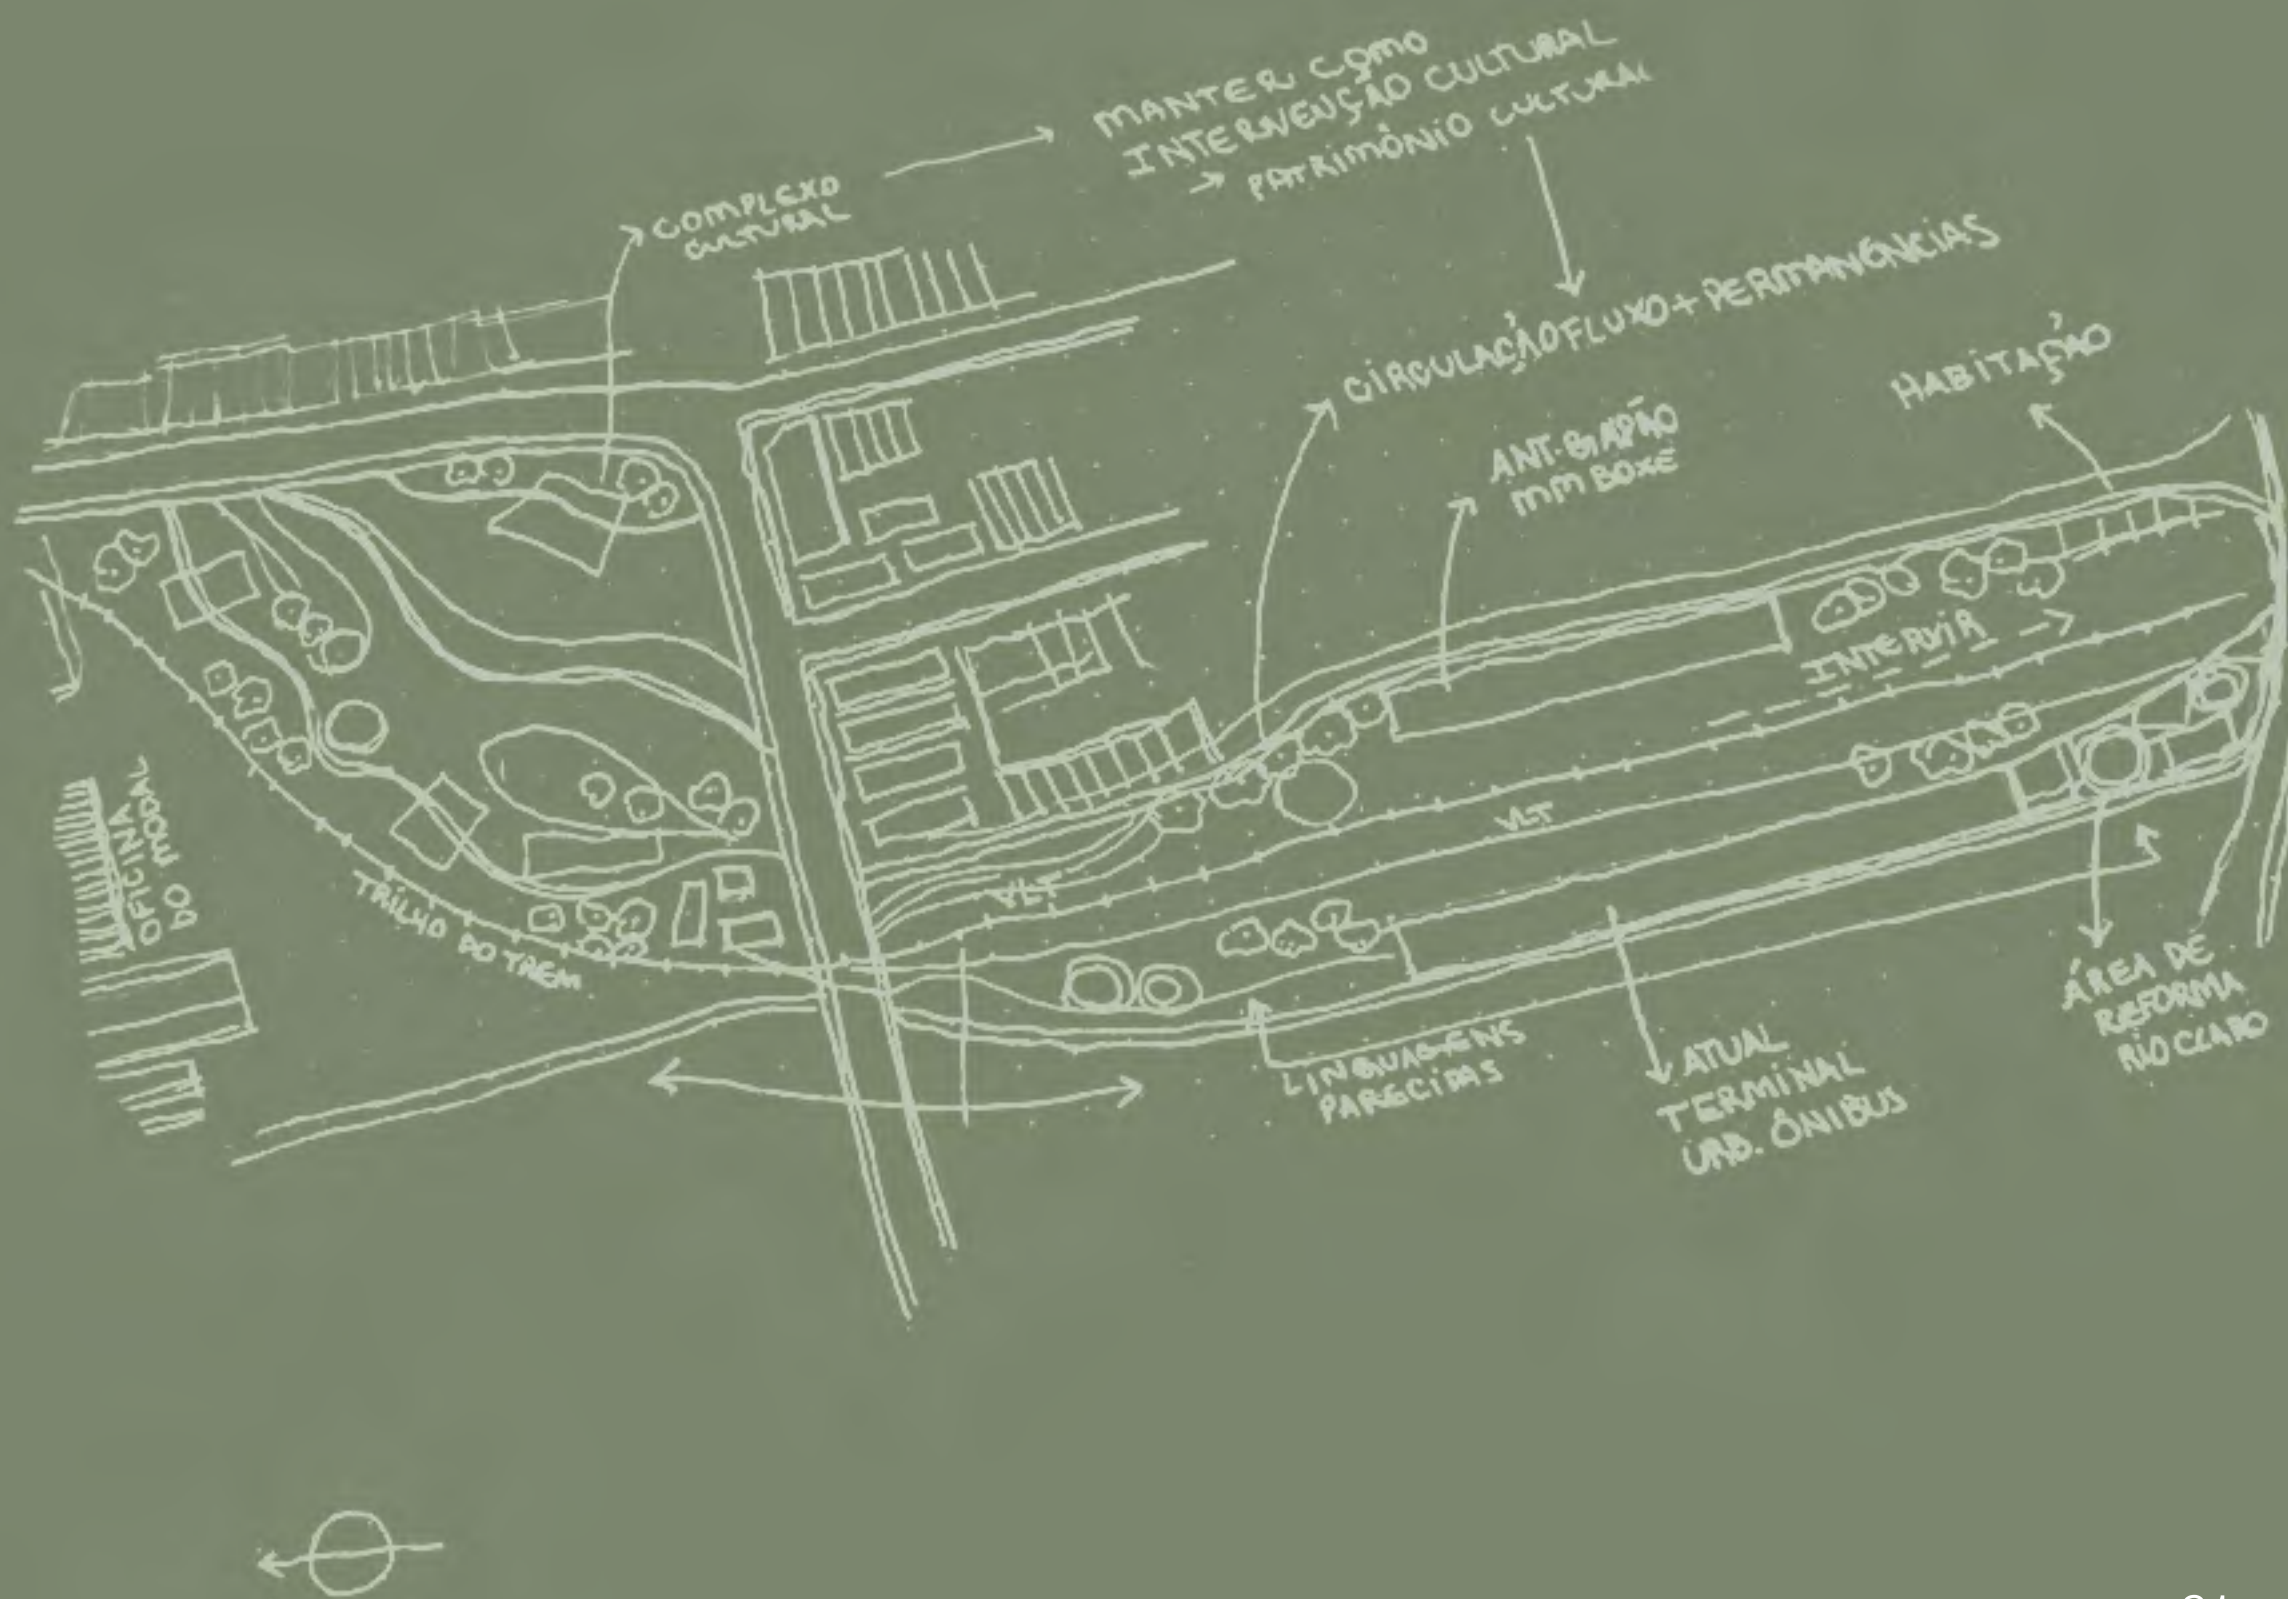 MANTER COMO
INTERVENÇÃO CULTURAL
→ PATRIMÔNIO CULTURAL
COMPLEXO
CULTURAL
CIRCULAÇÃO FLUXO + PERMANÊNCIAS
HABITAÇÃO
ANT.
MM BOXE
INTERVIR
VLT
VLT
OFICINA
DO MODAL
TRILHO DO TREM
LINGUAGENS
PARECIDAS
ATUAL
TERMINAL
URB. ÔNIBUS
ÁREA DE
REFORMA
RIO CLARO